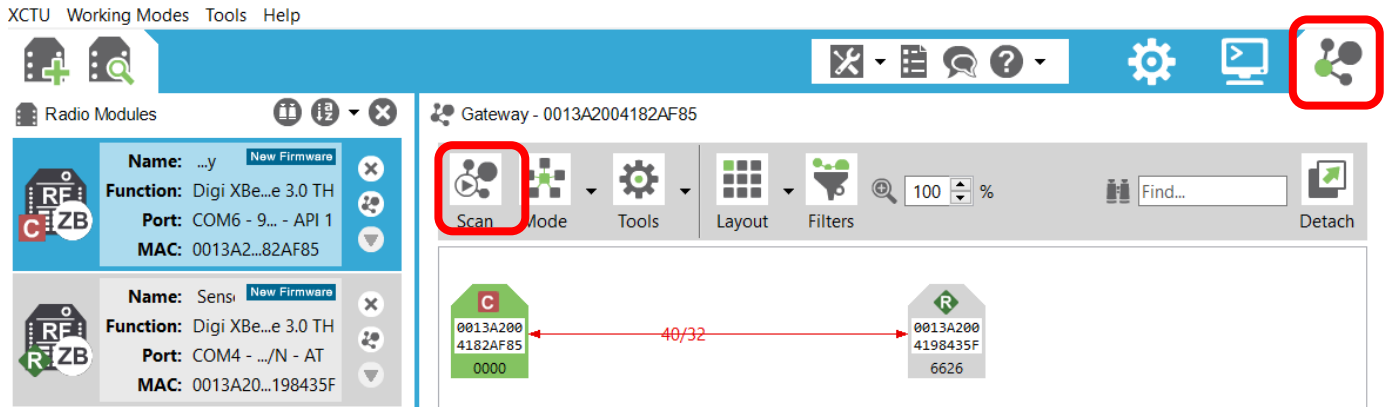 XCTU Working Modes Tools Help
Radio Modules
Gateway - 0013A2004182AF85
Name: ...y New Firmware
Function: Digi XBe...e 3.0 TH
Port: COM6 - 9... - API 1
MAC: 0013A2...82AF85
RF
C ZB
Name: Sens New Firmware
Function: Digi XBe...e 3.0 TH
Port: COM4 - .../N - AT
MAC: 0013A20...198435F
RF
R ZB
Scan Mode Tools Layout Filters 100 % Find... Detach
C
0013A200
4182AF85
0000
40/32
R
0013A200
4198435F
6626